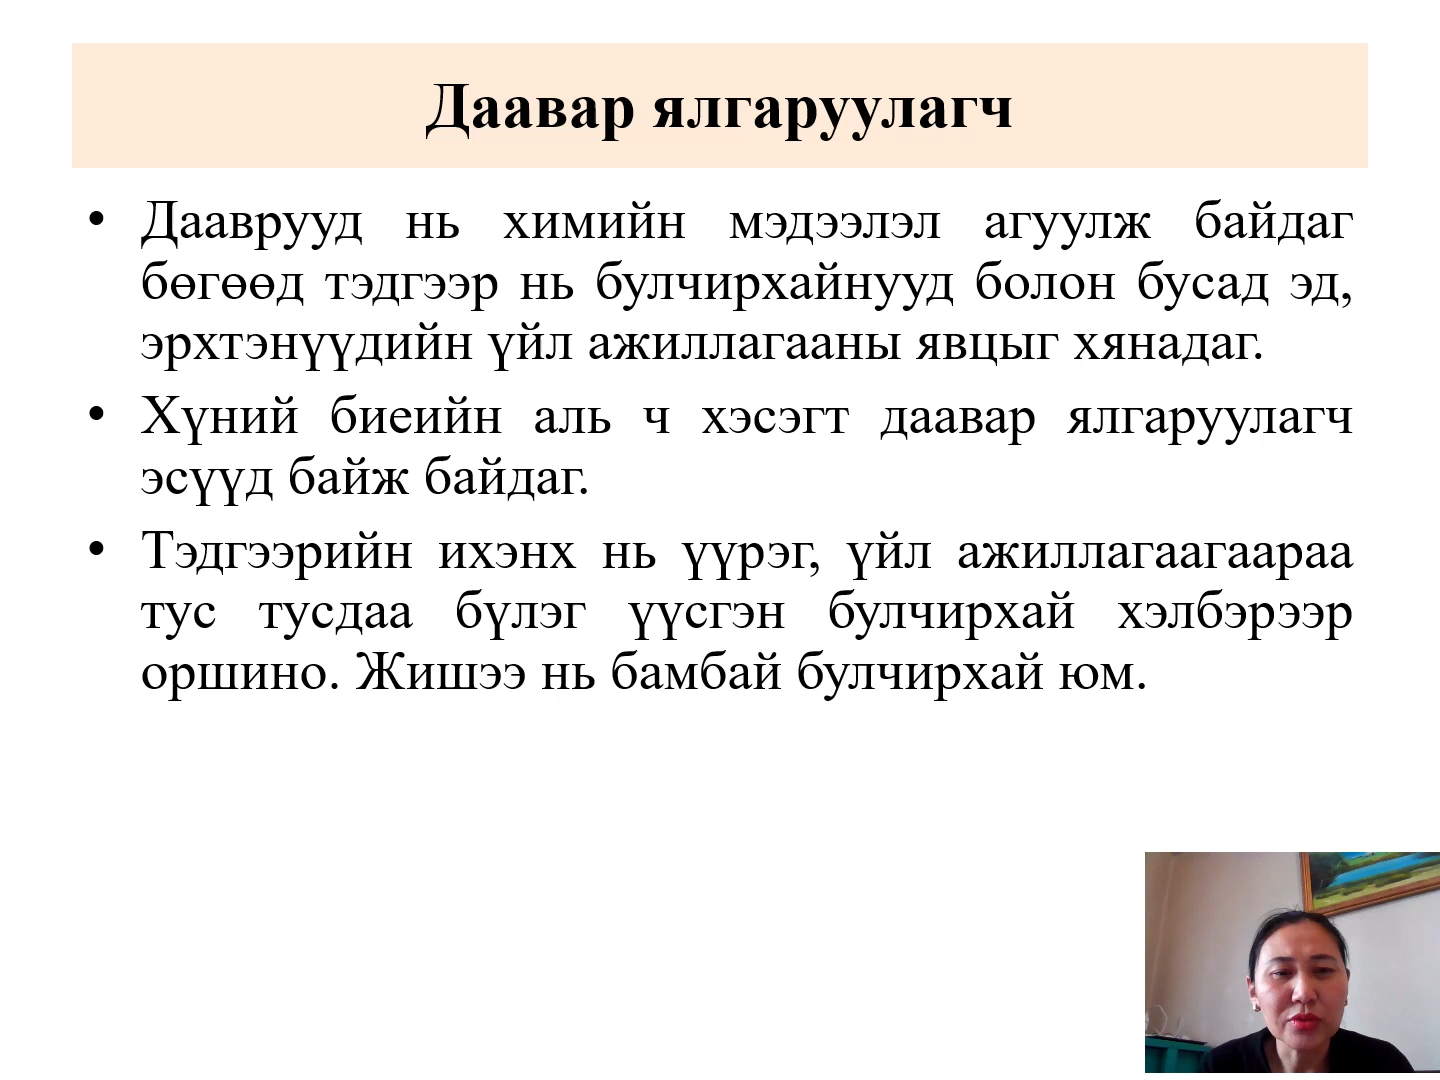 Даавар ялгаруулагч
• Дааврууд нь химийн мэдээлэл агуулж байдаг
бөгөөд тэдгээр нь булчирхайнууд болон бусад эд,
эрхтэнүүдийн үйл ажиллагааны явцыг хянадаг.
• Хүний биеийн аль ч хэсэгт даавар ялгаруулагч
эсүүд байж байдаг.
• Тэдгээрийн ихэнх нь үүрэг, үйл ажиллагаагаараа
тус тусдаа бүлэг үүсгэн булчирхай хэлбэрээр
оршино. Жишээ нь бамбай булчирхай юм.